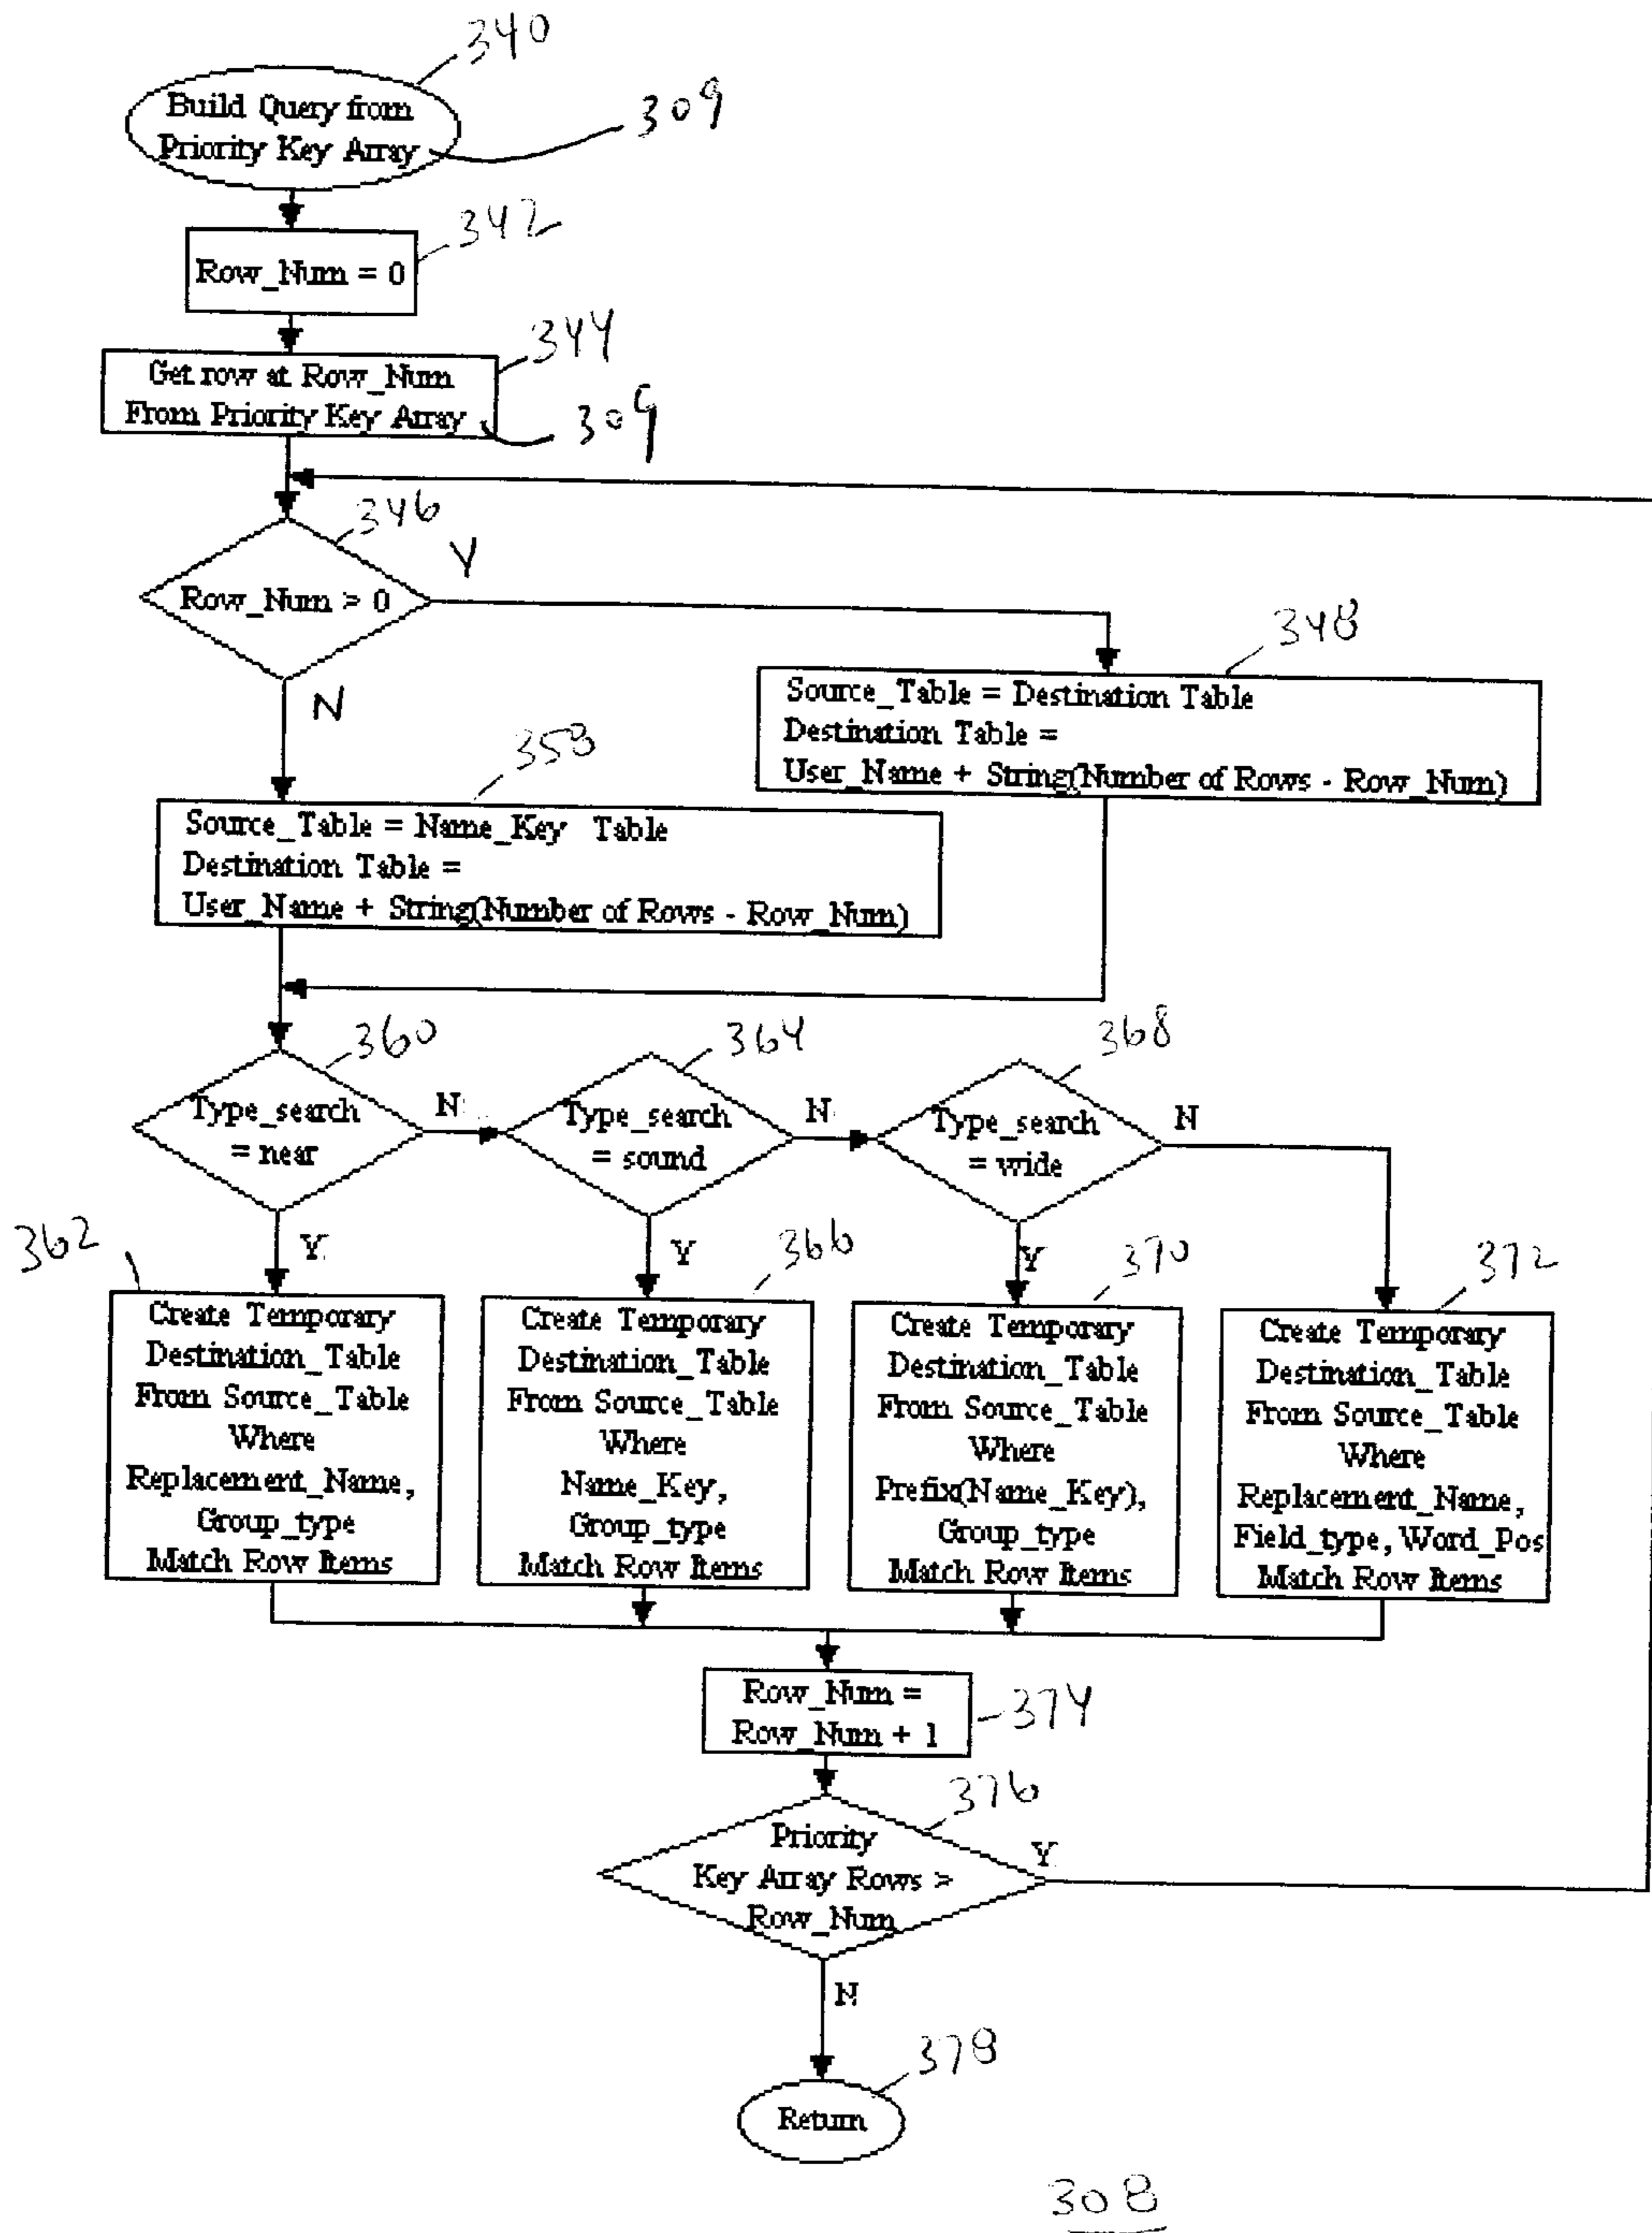 340
Build Query from
Priority Key Array
309
342
Row_Num = 0
344
Get row at Row_Num
From Priority Key Array
309
346
Row_Num > 0
Y
N
348
Source_Table = Destination Table
Destination Table =
User_Name + String(Number of Rows - Row_Num)
358
Source_Table = Name_Key Table
Destination Table =
User_Name + String(Number of Rows - Row_Num)
360
Type_search
= near
N
364
Type_search
= sound
N
368
Type_search
= wide
N
362
Y
Create Temporary
Destination_Table
From Source_Table
Where
Replacement_Name,
Group_type
Match Row Items
366
Y
Create Temporary
Destination_Table
From Source_Table
Where
Name_Key,
Group_type
Match Row Items
370
Y
Create Temporary
Destination_Table
From Source_Table
Where
Prefix(Name_Key),
Group_type
Match Row Items
372
Create Temporary
Destination_Table
From Source_Table
Where
Replacement_Name,
Field_type, Word_Pos
Match Row Items
Row_Num =
Row_Num + 1
374
376
Priority
Key Array Rows >
Row_Num
Y
N
378
Return
308